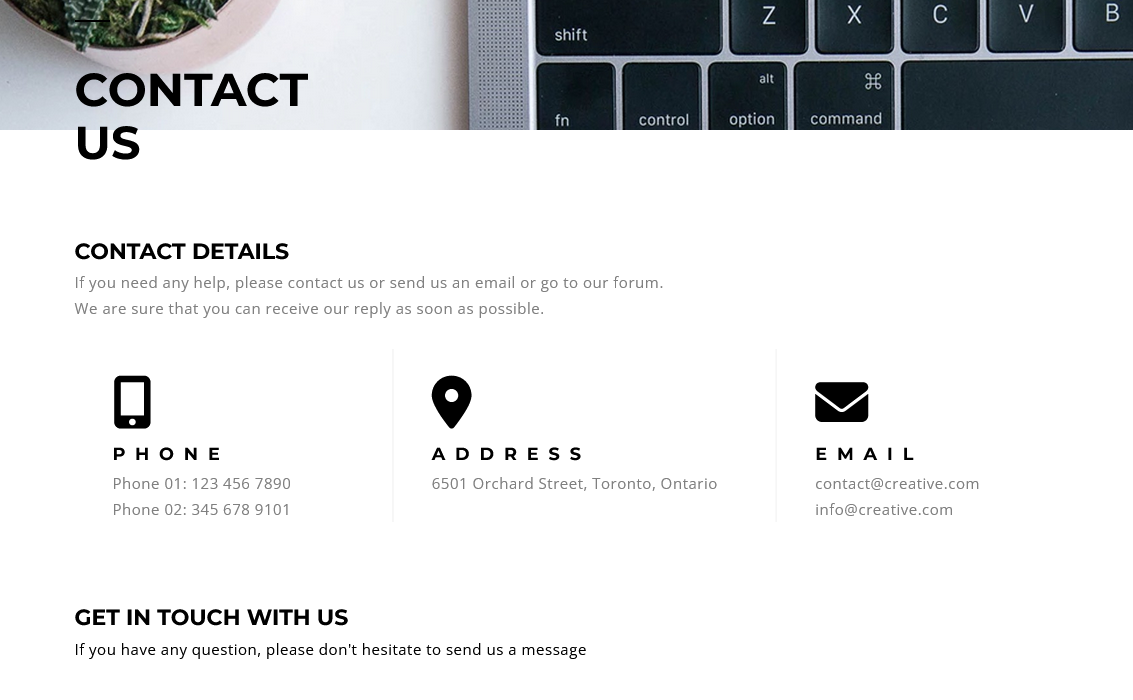 Z X C V B
shift
alt ⌘
fn control option command
CONTACT
US
CONTACT DETAILS
If you need any help, please contact us or send us an email or go to our forum.
We are sure that you can receive our reply as soon as possible.
PHONE
Phone 01: 123 456 7890
Phone 02: 345 678 9101
ADDRESS
6501 Orchard Street, Toronto, Ontario
EMAIL
contact@creative.com
info@creative.com
GET IN TOUCH WITH US
If you have any question, please don't hesitate to send us a message